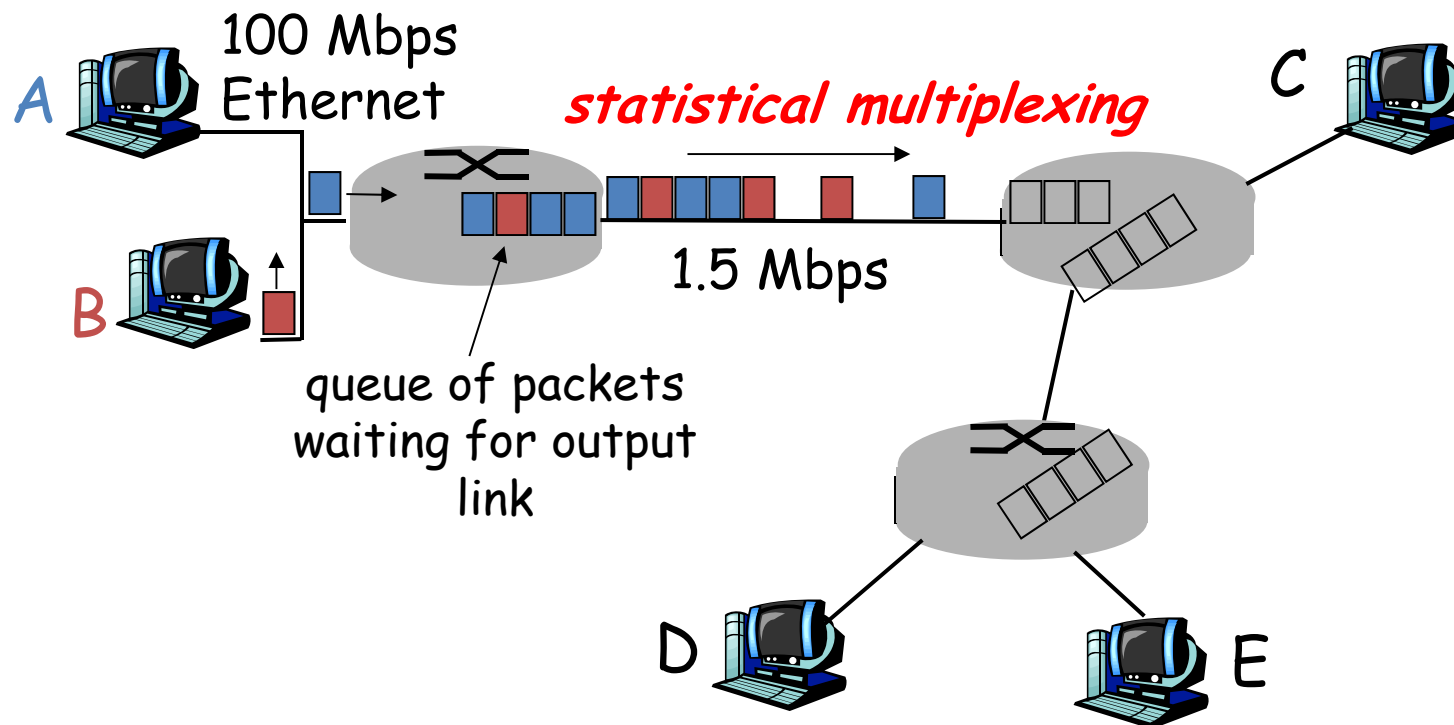 100 Mbps
Ethernet
A
statistical multiplexing
C
B
1.5 Mbps
queue of packets
waiting for output
link
D
E